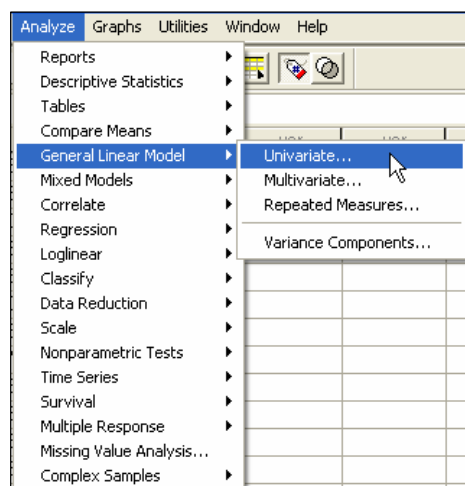 Analyze Graphs Utilities Window Help
Reports
Descriptive Statistics
Tables
Compare Means
General Linear Model
Univariate...
Multivariate...
Repeated Measures...
Variance Components...
Mixed Models
Correlate
Regression
Loglinear
Classify
Data Reduction
Scale
Nonparametric Tests
Time Series
Survival
Multiple Response
Missing Value Analysis...
Complex Samples